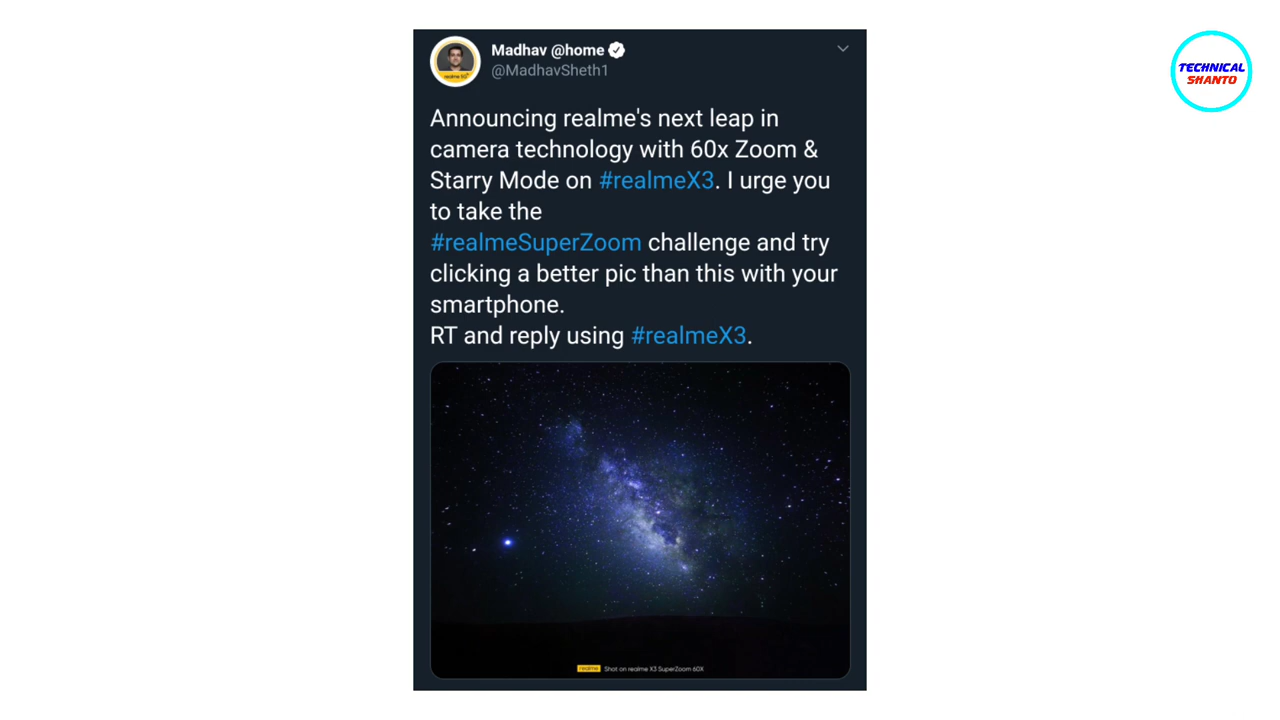 Madhav @home
@MadhavSheth1
Announcing realme's next leap in
camera technology with 60x Zoom &
Starry Mode on #realmeX3. I urge you
to take the
#realmeSuperZoom challenge and try
clicking a better pic than this with your
smartphone.
RT and reply using #realmeX3.
realme Shot on realme X3 SuperZoom 60X
TECHNICAL
SHANTO